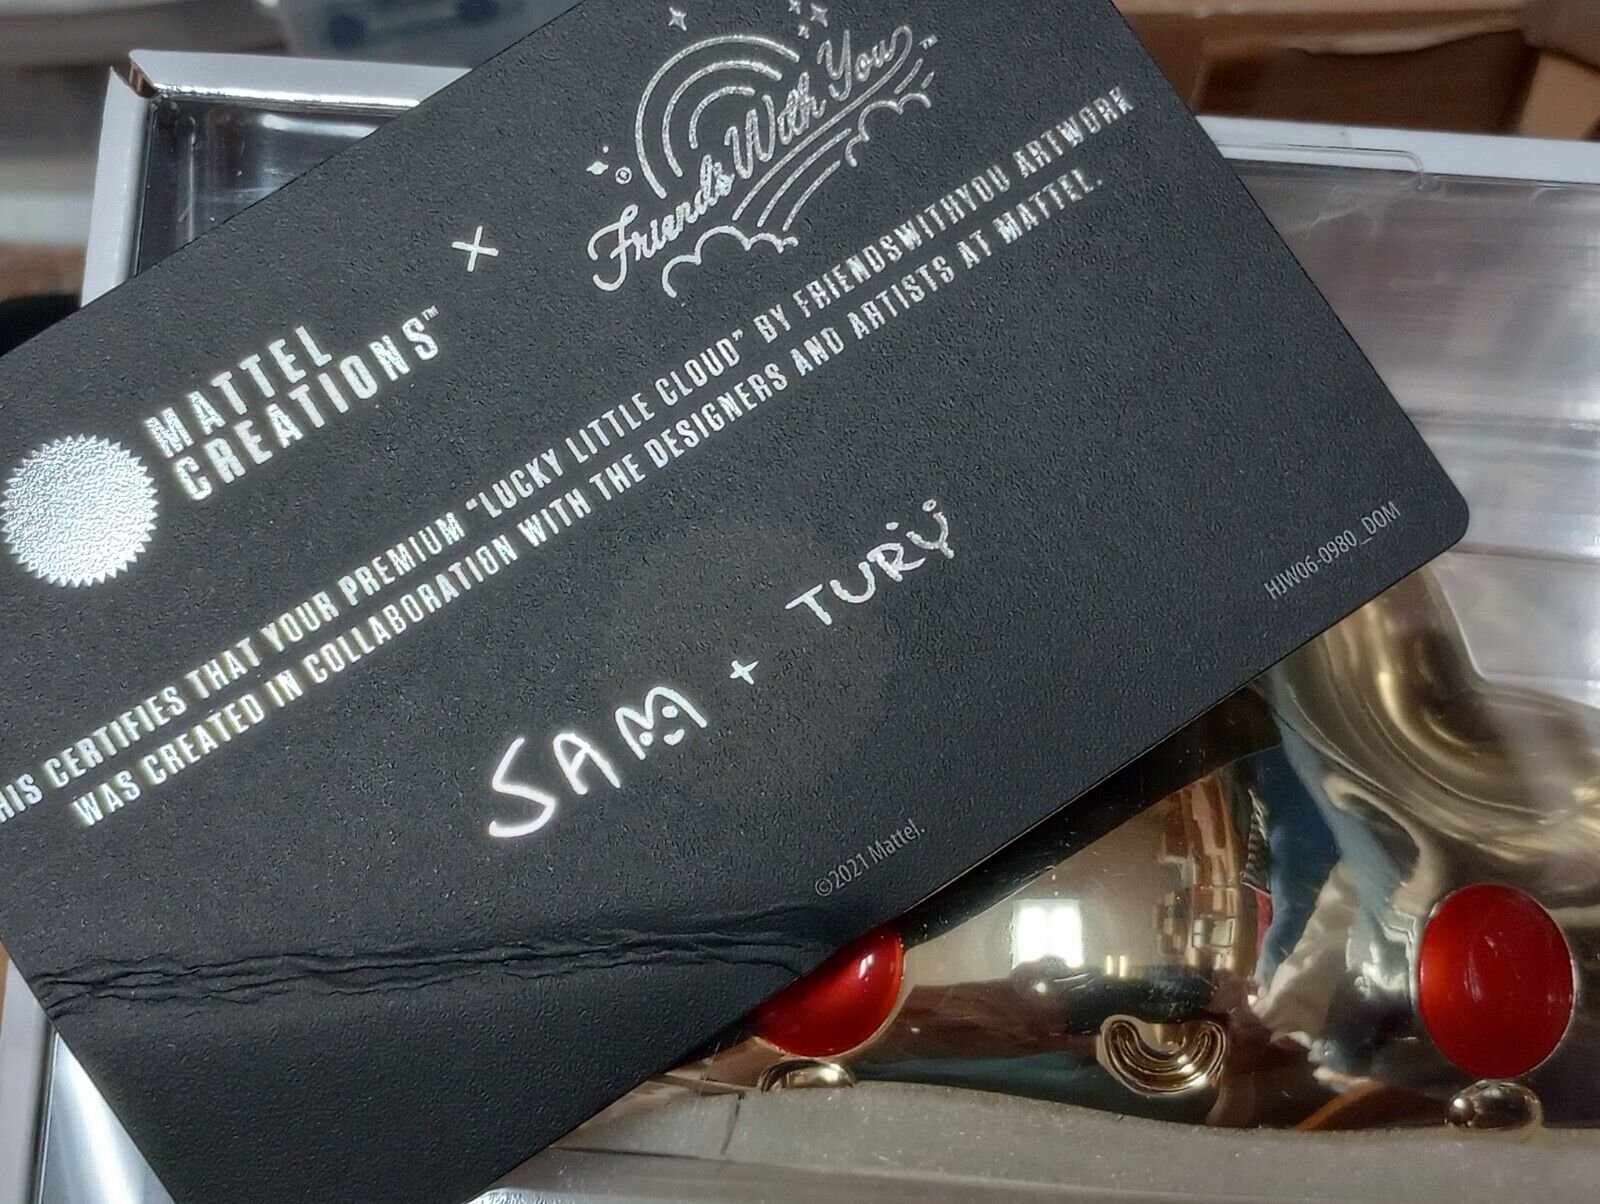 MATTEL
CREATIONS™
×
Friends With You™
HIS CERTIFIES THAT YOUR PREMIUM "LUCKY LITTLE CLOUD" BY FRIENDSWITHYOU ARTWORK
WAS CREATED IN COLLABORATION WITH THE DESIGNERS AND ARTISTS AT MATTEL.
SAM + TURY
©2021 Mattel.
HJW06-0980_DOM